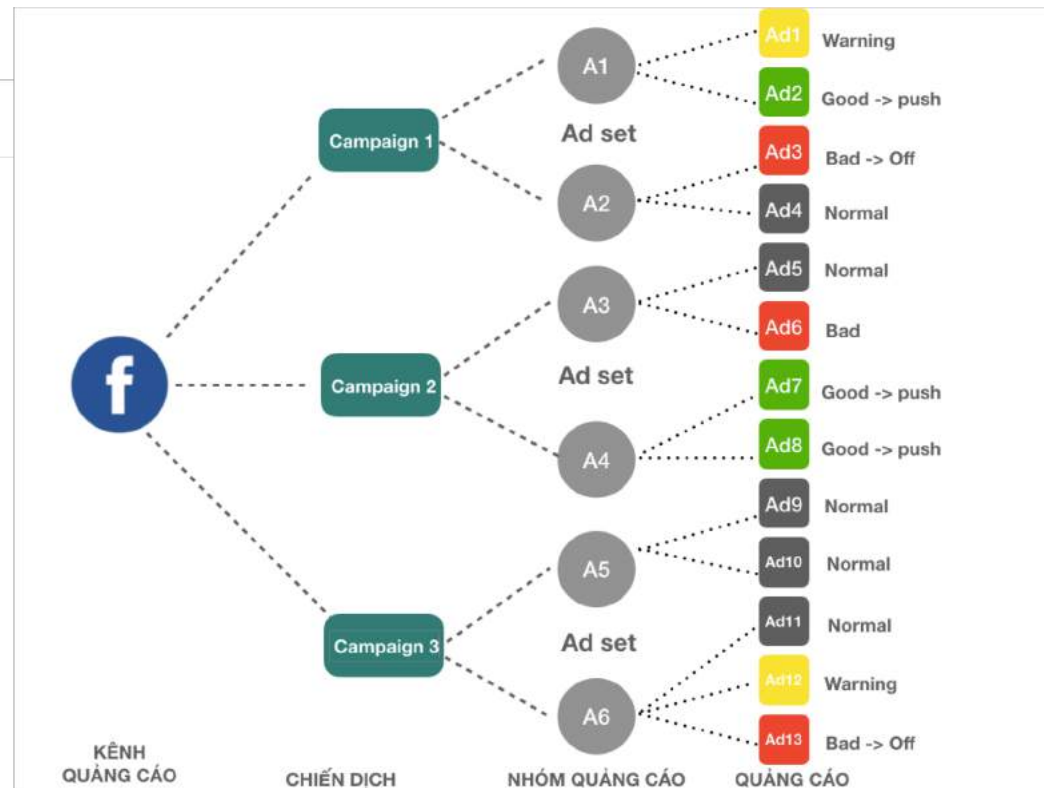 Ad1 Warning
A1
Ad2 Good -> push
Campaign 1
Ad set
Ad3 Bad -> Off
A2
Ad4 Normal
Ad5 Normal
A3
Ad6 Bad
f
Campaign 2
Ad set
Ad7 Good -> push
A4
Ad8 Good -> push
Ad9 Normal
A5
Ad10 Normal
Ad11 Normal
Campaign 3
Ad set
Ad12 Warning
A6
Ad13 Bad -> Off
KÊNH
QUẢNG CÁO
CHIẾN DỊCH
NHÓM QUẢNG CÁO
QUẢNG CÁO